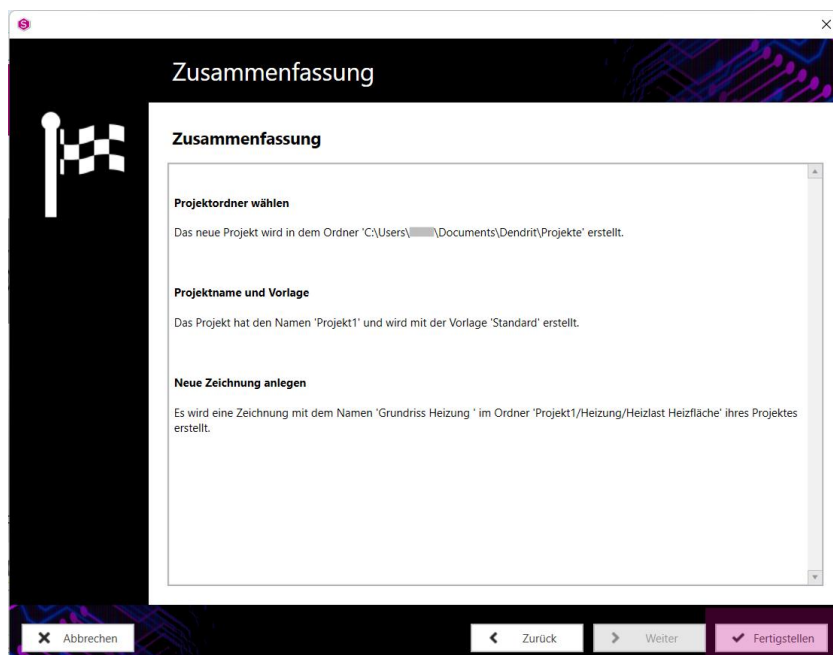 S
Zusammenfassung
Zusammenfassung
Projektordner wählen
Das neue Projekt wird in dem Ordner 'C:\Users\ \Documents\Dendrit\Projekte' erstellt.
Projektname und Vorlage
Das Projekt hat den Namen 'Projekt1' und wird mit der Vorlage 'Standard' erstellt.
Neue Zeichnung anlegen
Es wird eine Zeichnung mit dem Namen 'Grundriss Heizung ' im Ordner 'Projekt1/Heizung/Heizlast Heizfläche' ihres Projektes
erstellt.
Abbrechen
Zurück
Weiter
Fertigstellen